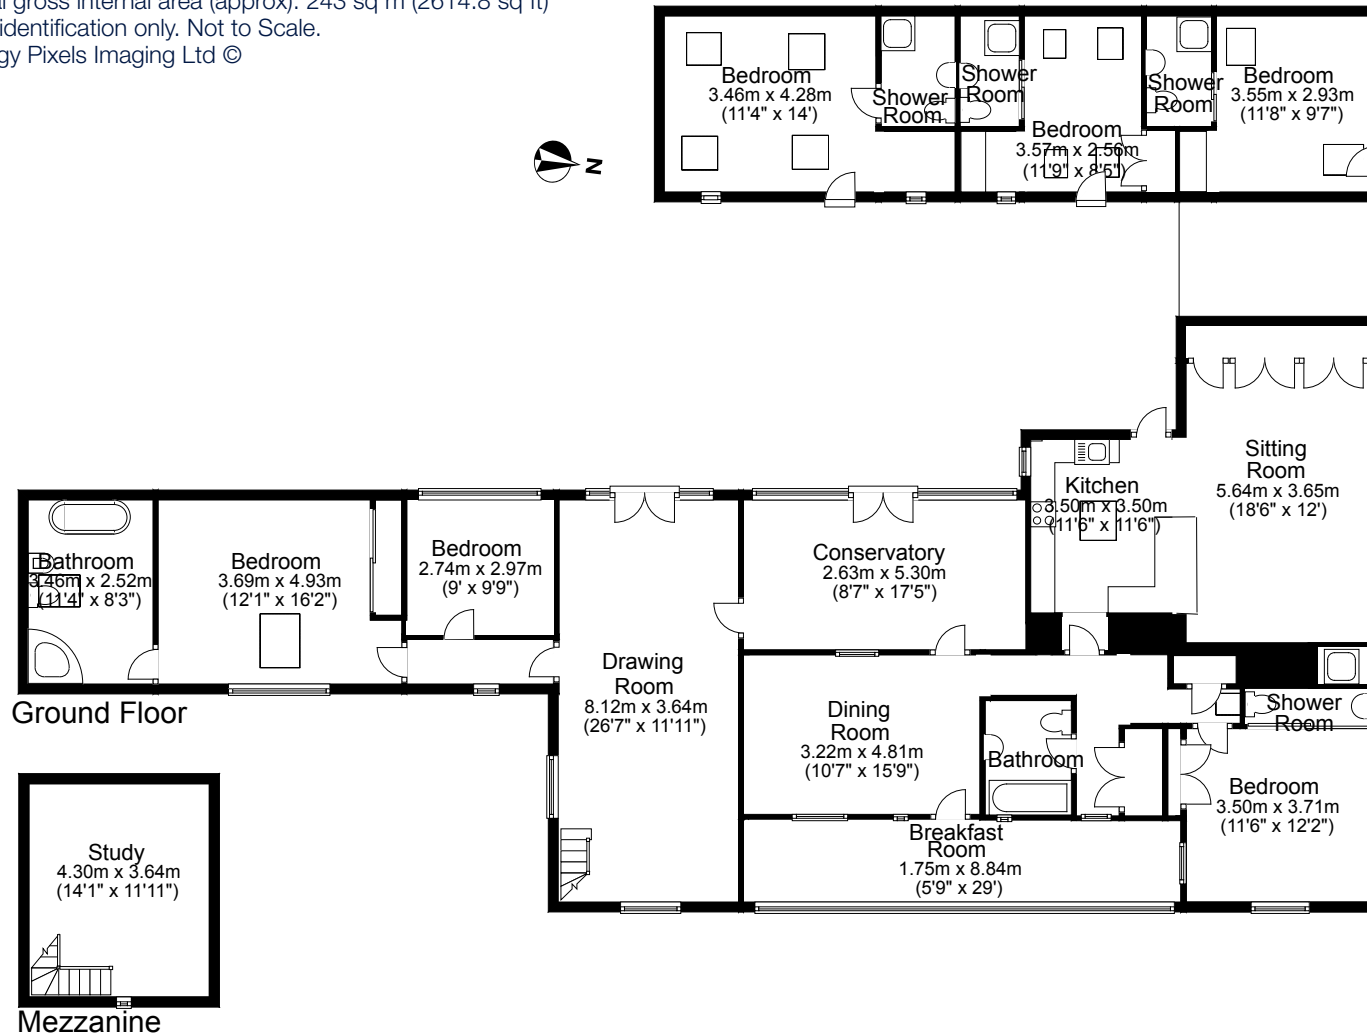 gross internal area (approx): 243 sq m (2614.8 sq ft)
identification only. Not to Scale.
Pixels Imaging Ltd ©
Bedroom
3.46m x 4.28m
(11'4" x 14')
Shower
Room
Shower
Room
Bedroom
3.57m x 2.56m
(11'9" x 8'5")
Shower
Room
Bedroom
3.55m x 2.93m
(11'8" x 9'7")
N
Sitting
Room
5.64m x 3.65m
(18'6" x 12')
Kitchen
3.50m x 3.50m
(11'6" x 11'6")
Bathroom
3.46m x 2.52m
(11'4" x 8'3")
Bedroom
3.69m x 4.93m
(12'1" x 16'2")
Bedroom
2.74m x 2.97m
(9' x 9'9")
Conservatory
2.63m x 5.30m
(8'7" x 17'5")
Drawing
Room
8.12m x 3.64m
(26'7" x 11'11")
Dining
Room
3.22m x 4.81m
(10'7" x 15'9")
Bathroom
Shower
Room
Bedroom
3.50m x 3.71m
(11'6" x 12'2")
Breakfast
Room
1.75m x 8.84m
(5'9" x 29')
Ground Floor
Study
4.30m x 3.64m
(14'1" x 11'11")
Mezzanine